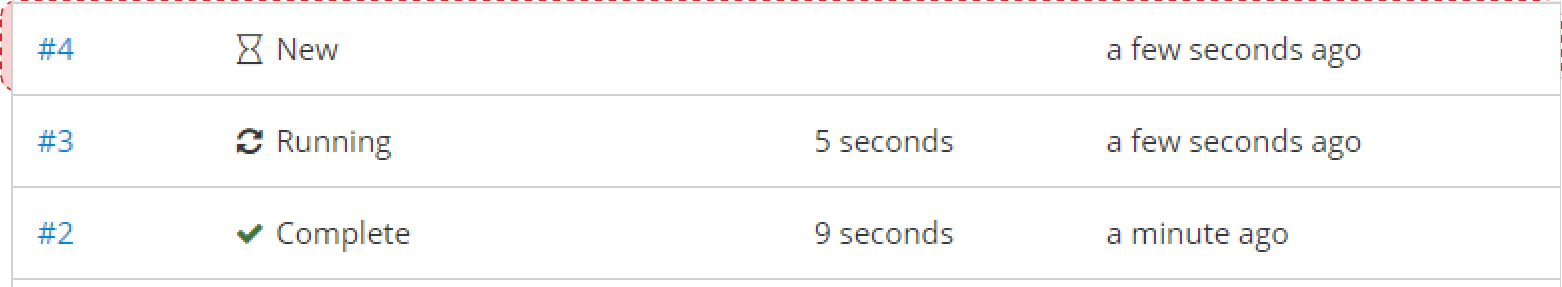 #4 New a few seconds ago
#3 Running 5 seconds a few seconds ago
#2 Complete 9 seconds a minute ago